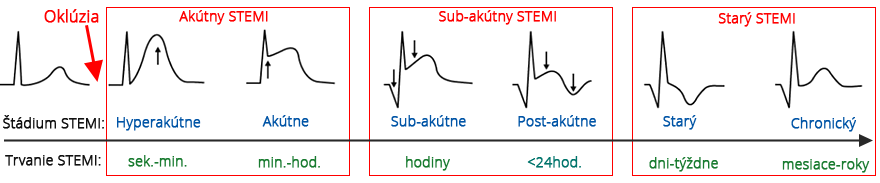 Oklúzia
Akútny STEMI
Sub-akútny STEMI
Starý STEMI
Štádium STEMI: Hyperakútne Akútne Sub-akútne Post-akútne Starý Chronický
Trvanie STEMI: sek.-min. min.-hod. hodiny <24hod. dni-týždne mesiace-roky